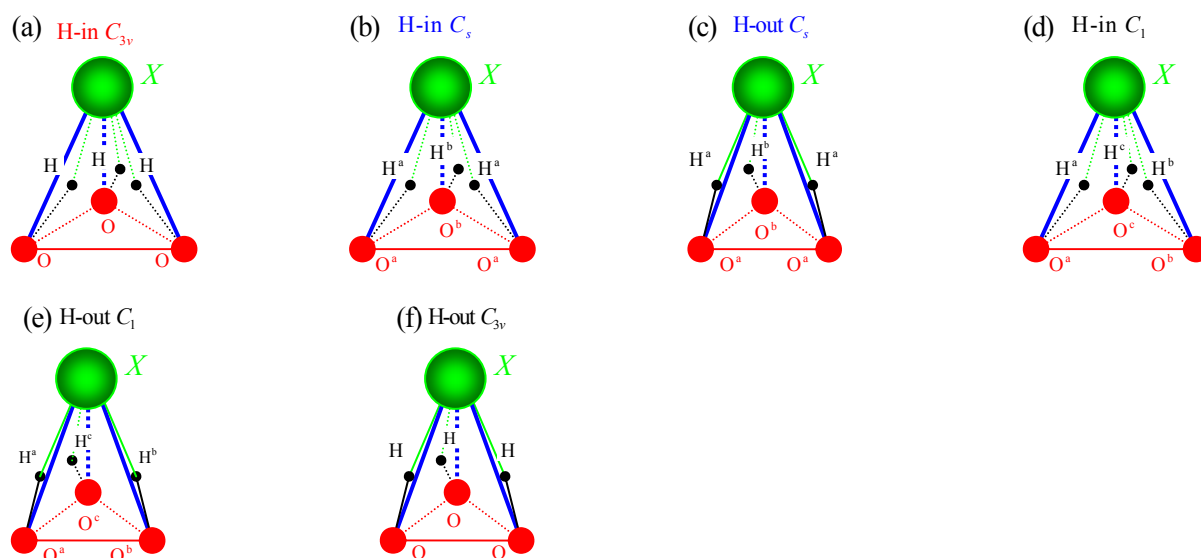 (a) H-in C₃ᵥ
X
H H H
O
O O
(b) H-in Cₛ
X
Hᵃ Hᵇ Hᵃ
Oᵇ
Oᵃ Oᵃ
(c) H-out Cₛ
X
Hᵃ Hᵇ Hᵃ
Oᵇ
Oᵃ Oᵃ
(d) H-in C₁
X
Hᵃ Hᶜ Hᵇ
Oᶜ
Oᵃ Oᵇ
(e) H-out C₁
X
Hᵃ Hᶜ Hᵇ
Oᶜ
Oᵃ Oᵇ
(f) H-out C₃ᵥ
X
H H H
O
O O